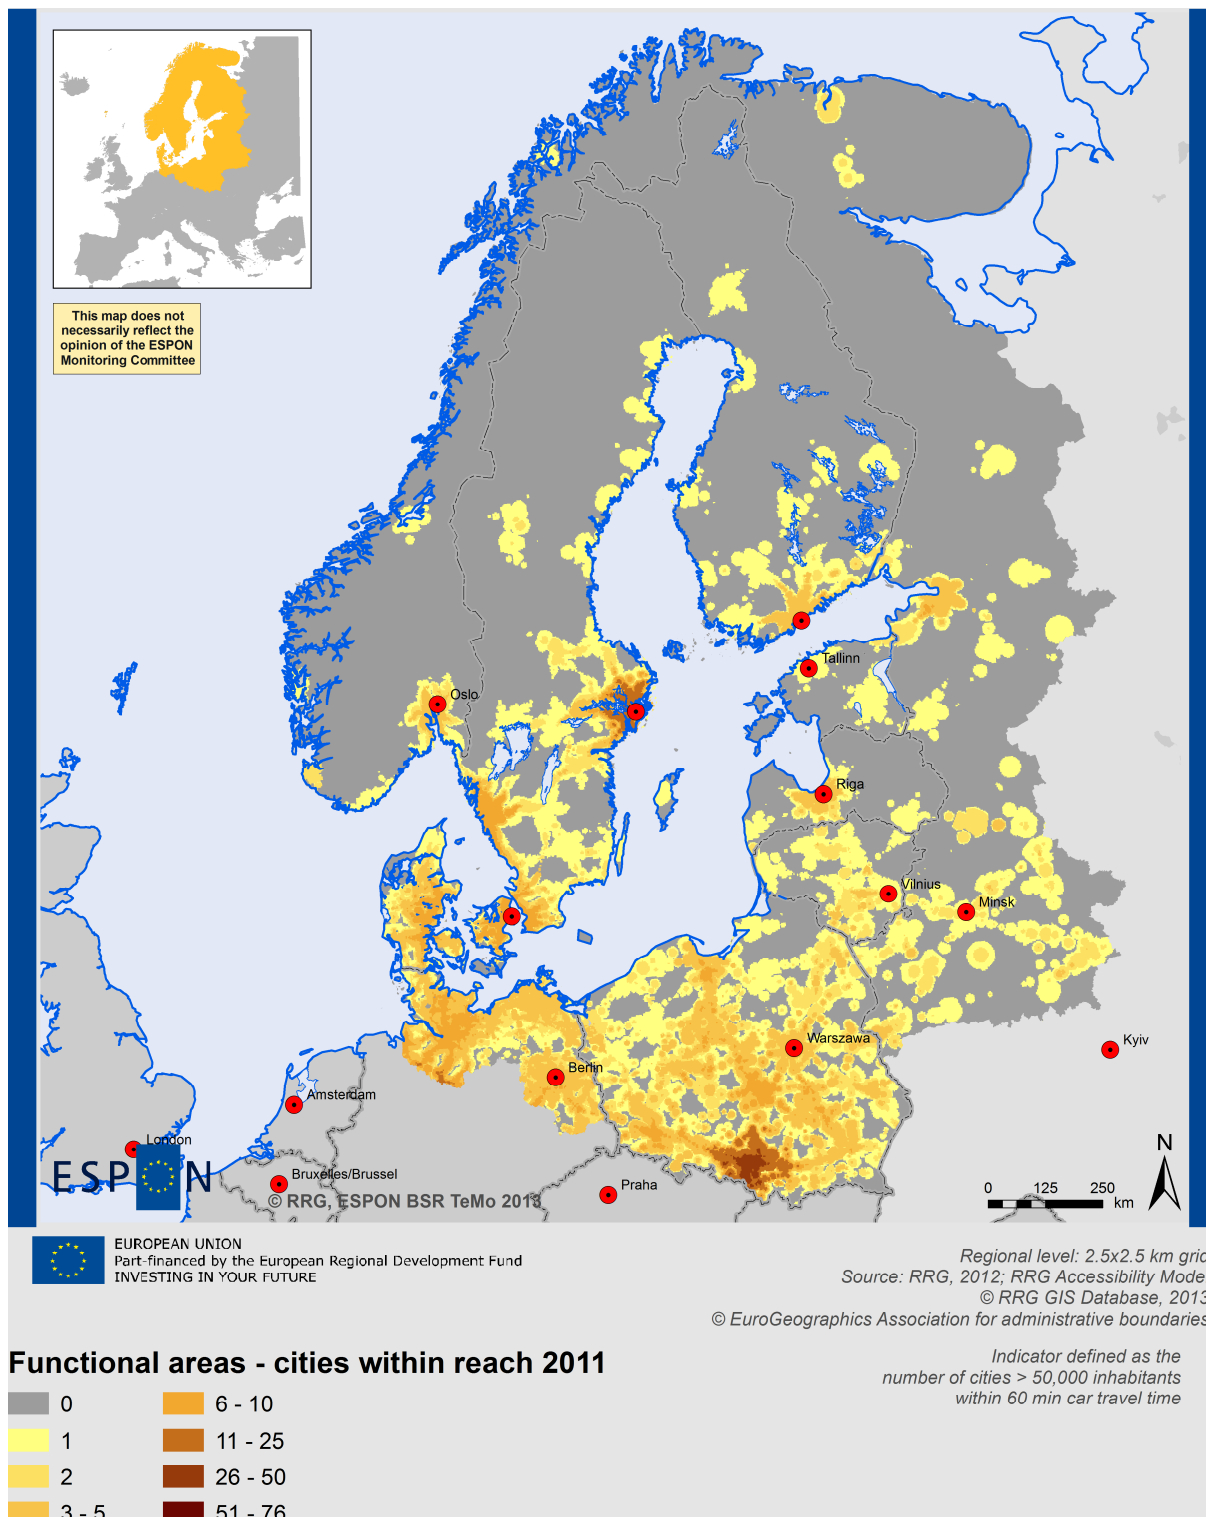 This map does not
necessarily reflect the
opinion of the ESPON
Monitoring Committee
Oslo
Tallinn
Riga
Vilnius
Minsk
Warszawa
Kyiv
Berlin
Amsterdam
London
Bruxelles/Brussel
Praha
ESPON
© RRG, ESPON BSR TeMo 2013
N
0 125 250
km
EUROPEAN UNION
Part-financed by the European Regional Development Fund
INVESTING IN YOUR FUTURE
Regional level: 2.5x2.5 km grid
Source: RRG, 2012; RRG Accessibility Model
© RRG GIS Database, 2013
© EuroGeographics Association for administrative boundaries
Functional areas - cities within reach 2011
Indicator defined as the
number of cities > 50,000 inhabitants
within 60 min car travel time
0
1
2
3 - 5
6 - 10
11 - 25
26 - 50
51 - 76